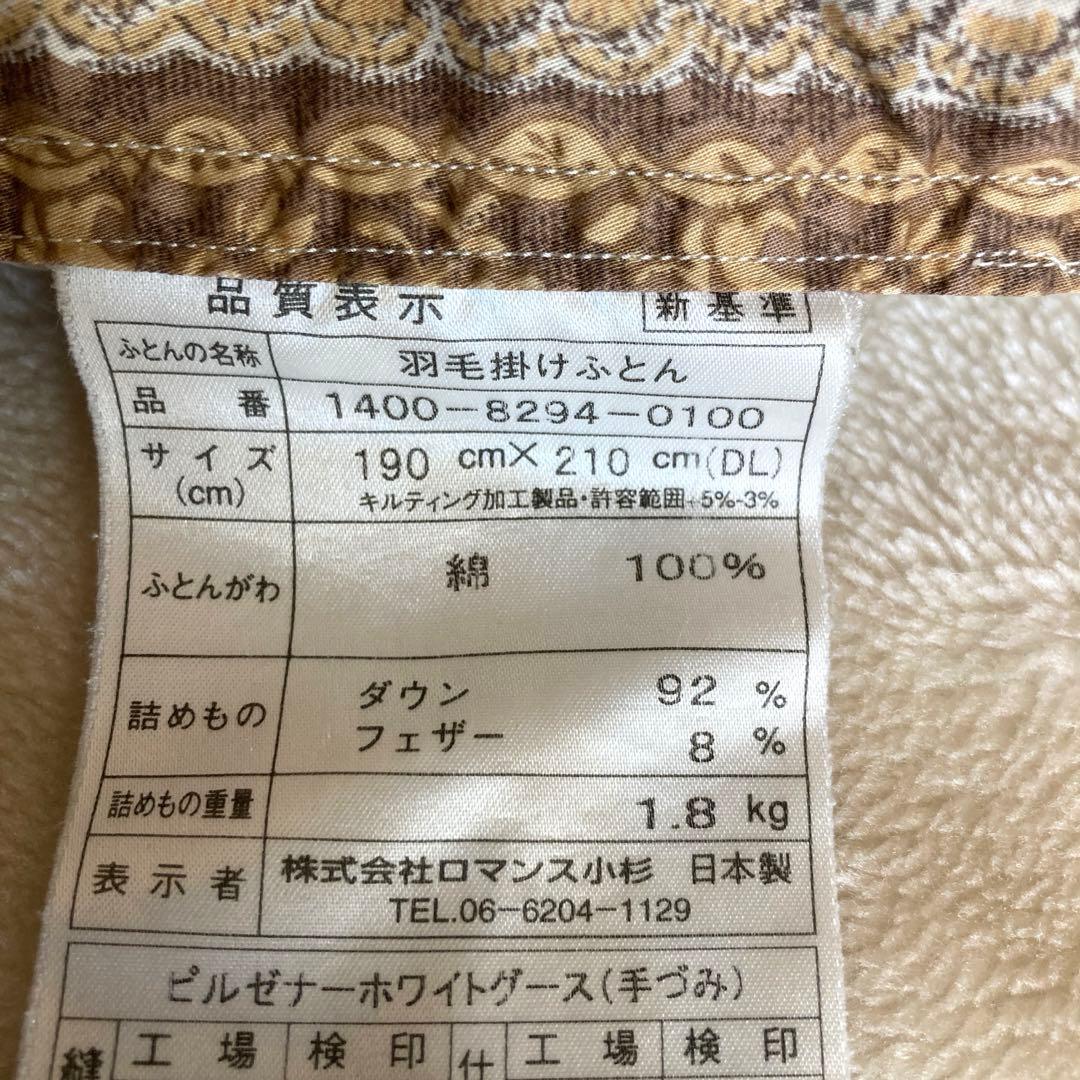 品質表示 新基準
ふとんの名称 羽毛掛けふとん
品番 1400-8294-0100
サイズ(cm) 190 cm× 210 cm(DL)
キルティング加工製品・許容範囲+5%-3%
ふとんがわ 綿 100%
詰めもの ダウン 92 %
フェザー 8 %
詰めもの重量 1.8 kg
表示者 株式会社ロマンス小杉 日本製
TEL.06-6204-1129
ピルゼナーホワイトグース(手づみ)
縫 工場 検印 仕 工場 検印